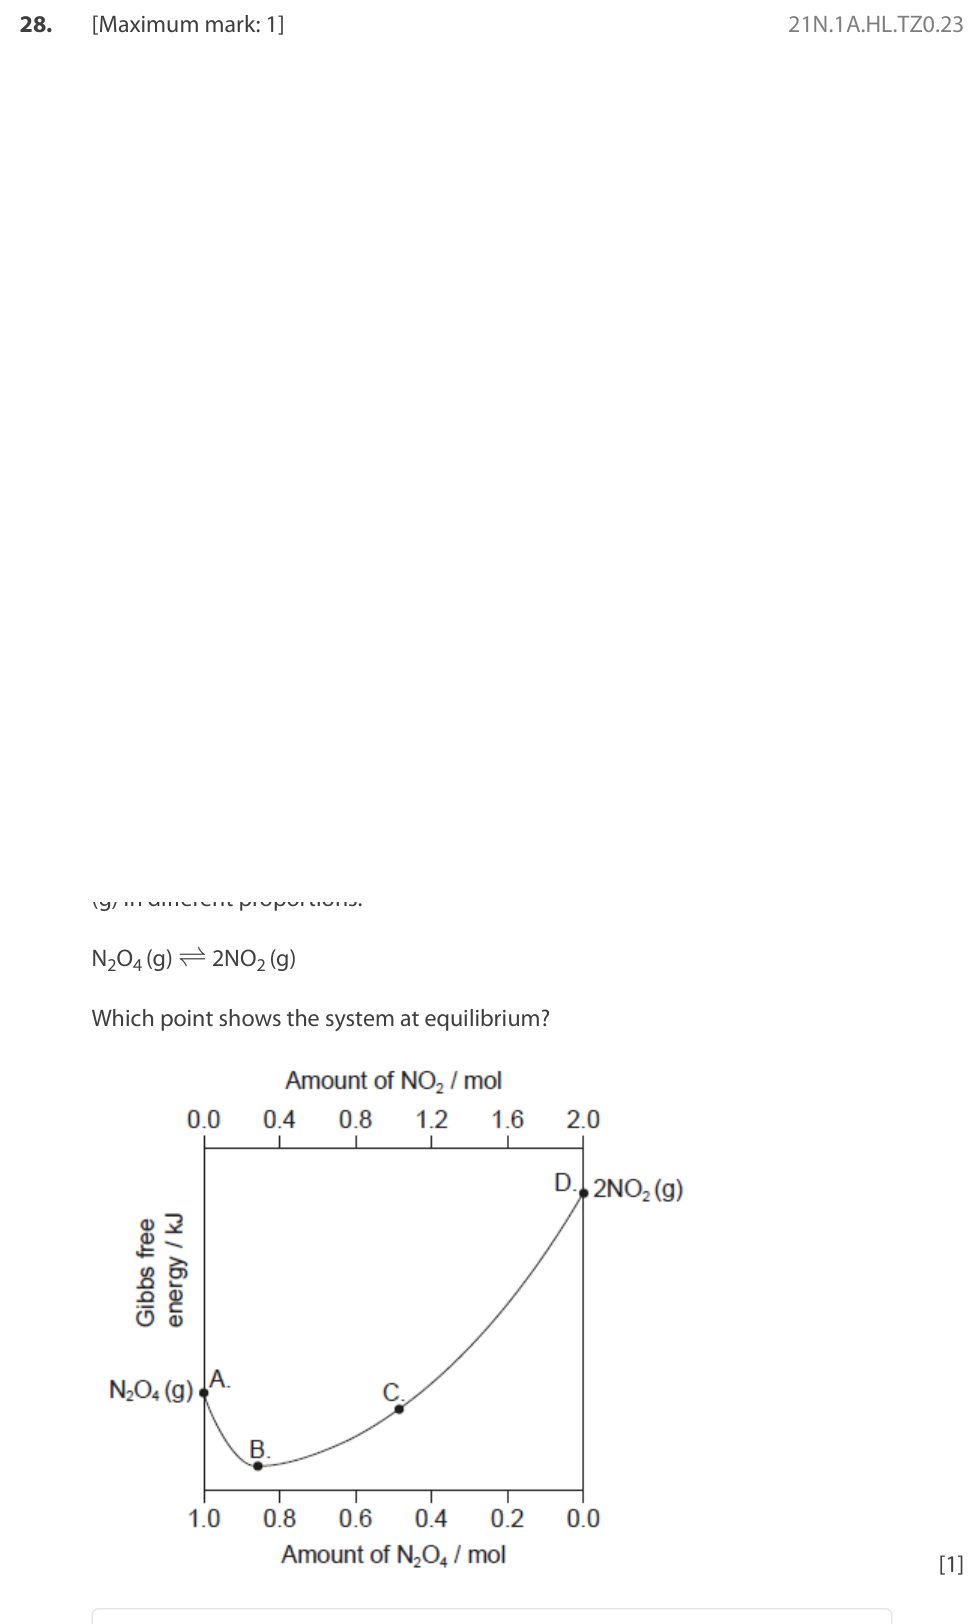 28. [Maximum mark: 1] 21N.1A.HL.TZ0.23
(g) in different proportions.
N₂O₄ (g) ⇌ 2NO₂ (g)
Which point shows the system at equilibrium?
Amount of NO₂ / mol
0.0 0.4 0.8 1.2 1.6 2.0
D. 2NO₂ (g)
Gibbs free
energy / kJ
N₂O₄ (g) A.
C.
B.
1.0 0.8 0.6 0.4 0.2 0.0
Amount of N₂O₄ / mol
[1]